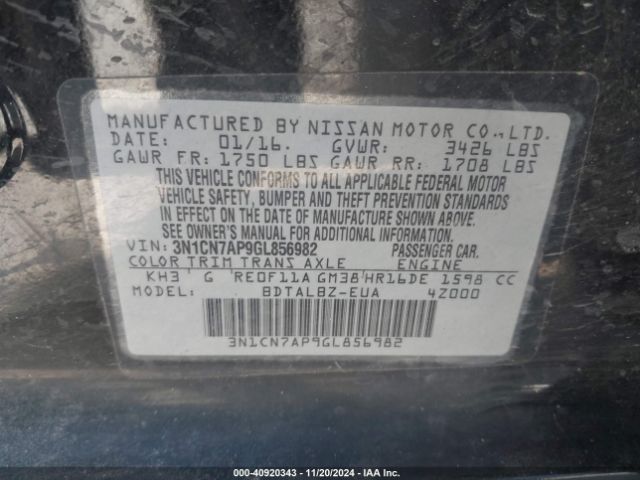 MANUFACTURED BY NISSAN MOTOR CO., LTD.
DATE: 01/16. GVWR: 3426 LBS
GAWR FR: 1750 LBS GAWR RR: 1708 LBS
THIS VEHICLE CONFORMS TO ALL APPLICABLE FEDERAL MOTOR
VEHICLE SAFETY, BUMPER AND THEFT PREVENTION STANDARDS
IN EFFECT ON THE DATE OF MANUFACTURE SHOWN ABOVE.
SEE OWNER'S MANUAL FOR ADDITIONAL INFORMATION.
VIN: 3N1CN7AP9GL856982 PASSENGER CAR.
COLOR TRIM TRANS AXLE ENGINE
KH3 G RE0F11A GM38 HR16DE 1598 CC
MODEL: BDTALBZ-EUA 4Z000
3N1CN7AP9GL856982
000-40920343 - 11/20/2024 - IAAI.com